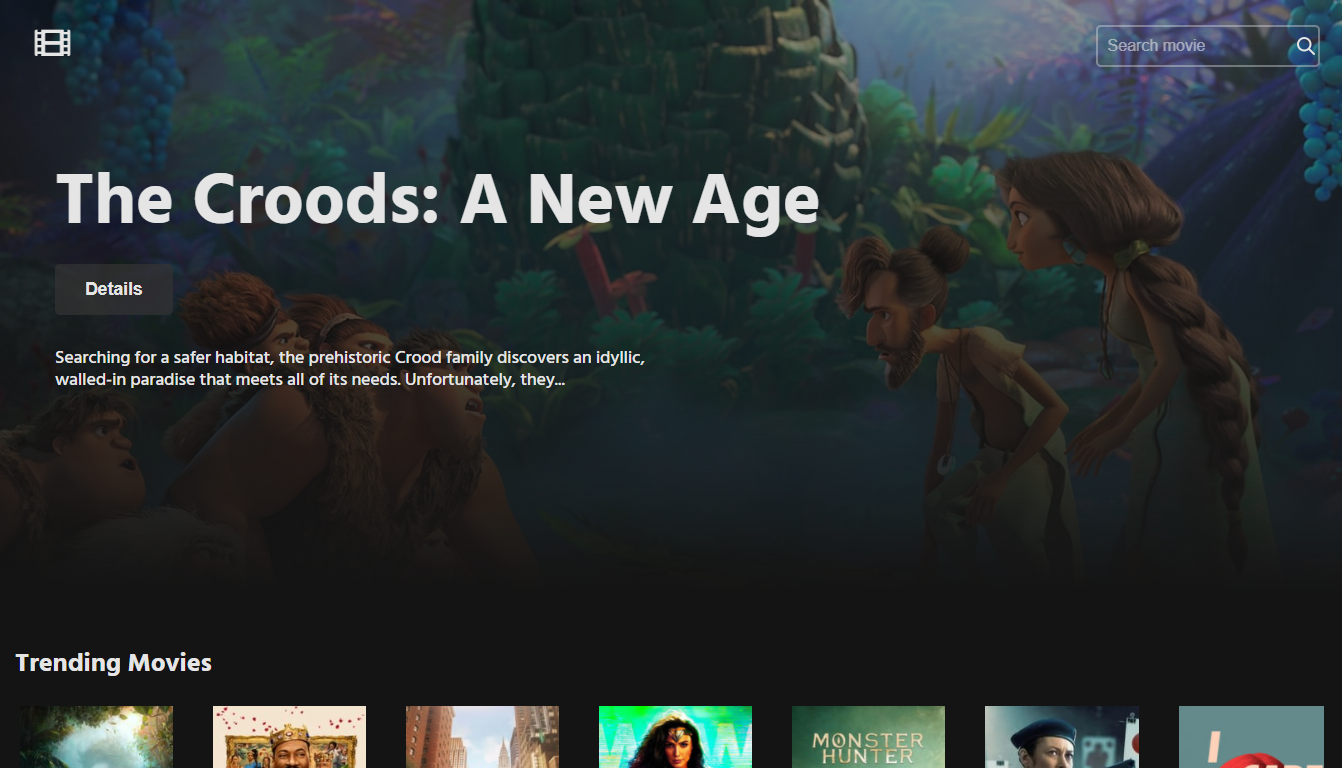 Search movie
The Croods: A New Age
Details
Searching for a safer habitat, the prehistoric Crood family discovers an idyllic,
walled-in paradise that meets all of its needs. Unfortunately, they...
Trending Movies
MONSTER
HUNTER
I